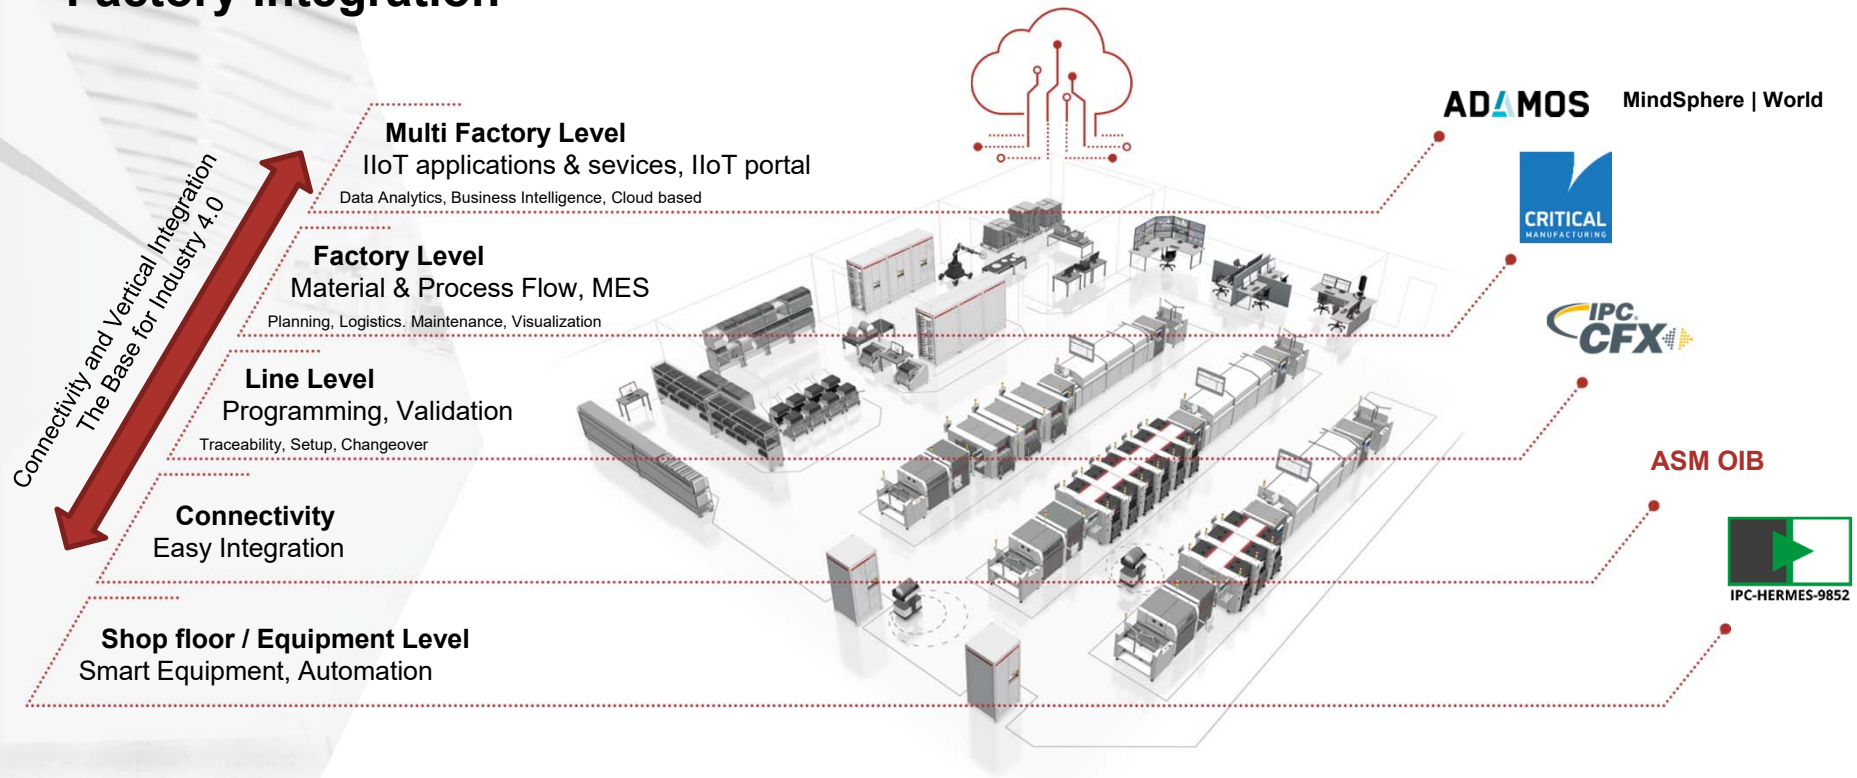 Factory Integration
ADAMOS
MindSphere | World
Multi Factory Level
IIoT applications & sevices, IIoT portal
Data Analytics, Business Intelligence, Cloud based
CRITICAL
MANUFACTURING
Connectivity and Vertical Integration
The Base for Industry 4.0
Factory Level
Material & Process Flow, MES
Planning, Logistics. Maintenance, Visualization
IPC.
CFX
Line Level
Programming, Validation
Traceability, Setup, Changeover
ASM OIB
Connectivity
Easy Integration
IPC-HERMES-9852
Shop floor / Equipment Level
Smart Equipment, Automation